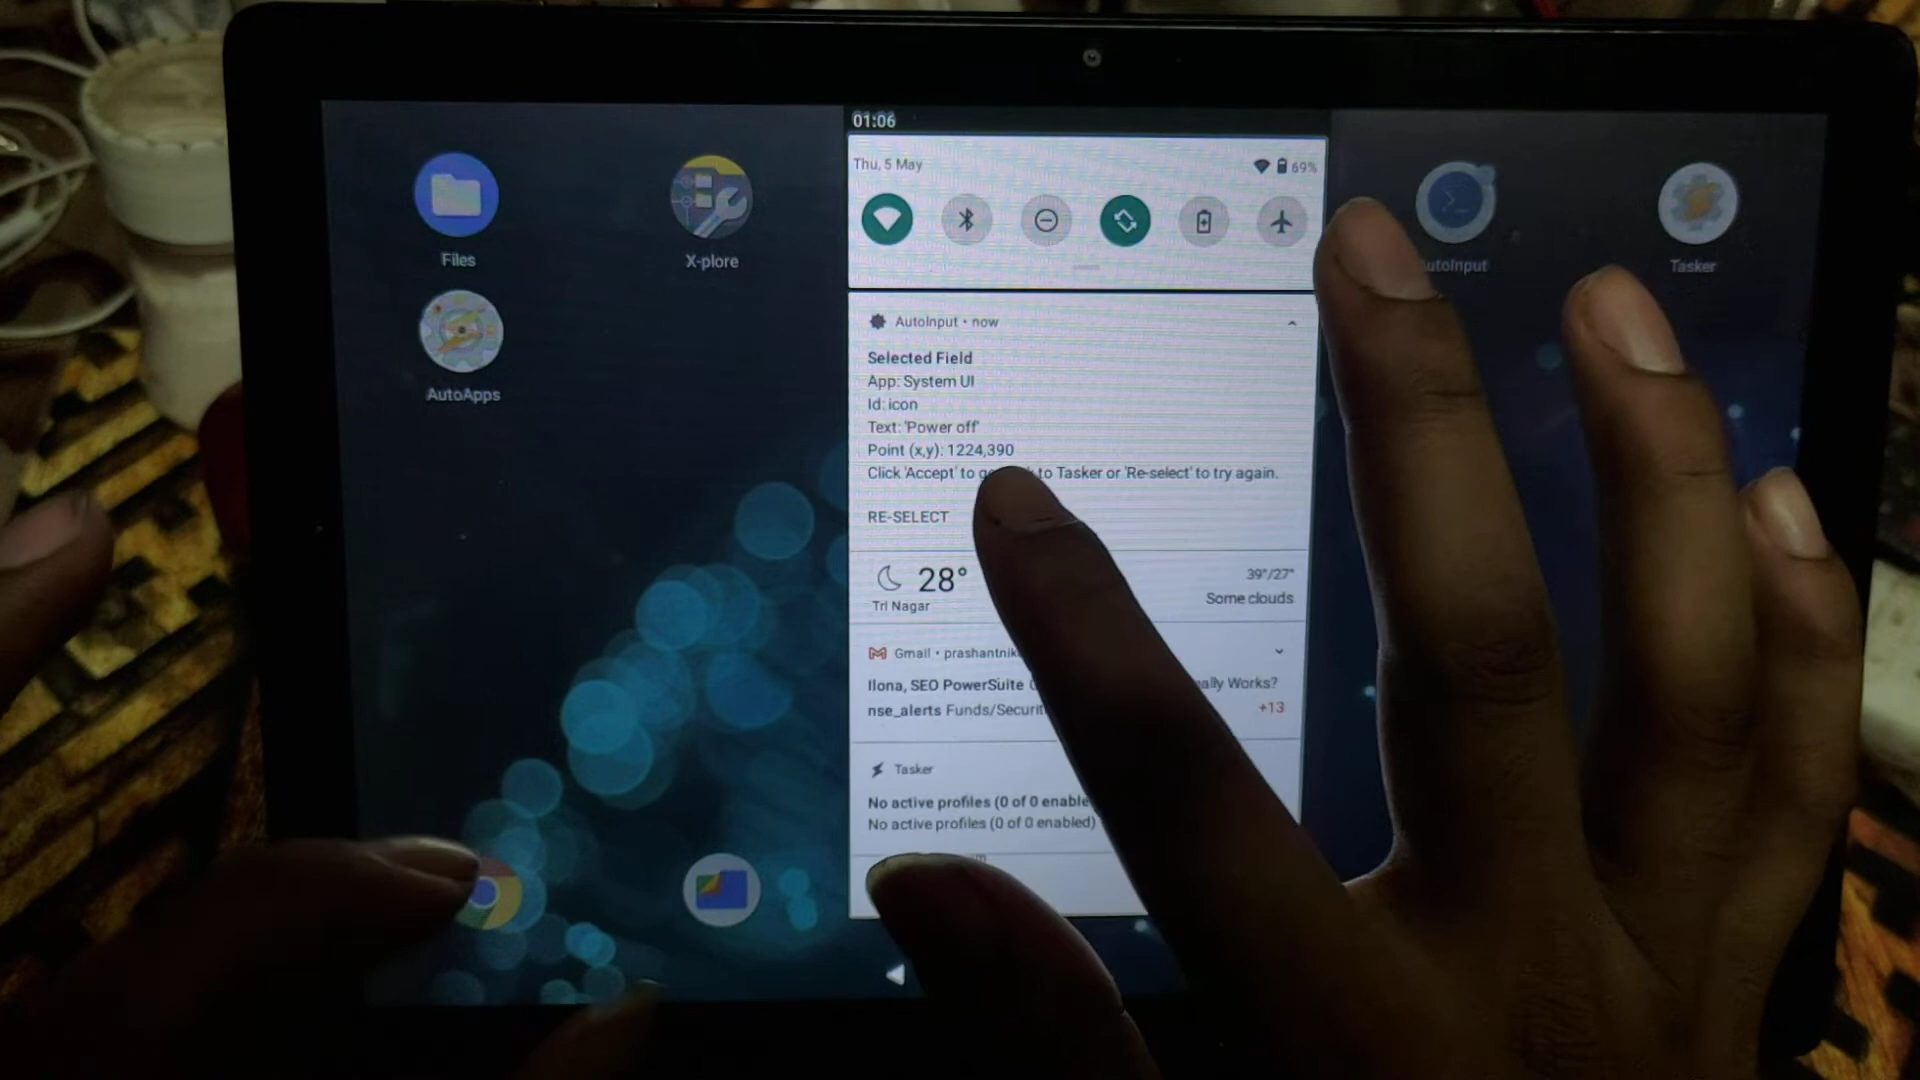 01:06
Thu, 5 May
69%
Files
X-plore
AutoInput
Tasker
AutoApps
AutoInput • now
Selected Field
App: System UI
Id: icon
Text: 'Power off'
Point (x,y): 1224,390
Click 'Accept' to to Tasker or 'Re-select' to try again.
RE-SELECT
28°
39°/27°
Tri Nagar
Some clouds
Gmail •
Ilona, SEO PowerSuite Works?
nse_alerts
+13
Tasker
No active profiles (0 of 0
No active profiles (0 of 0 enabled)